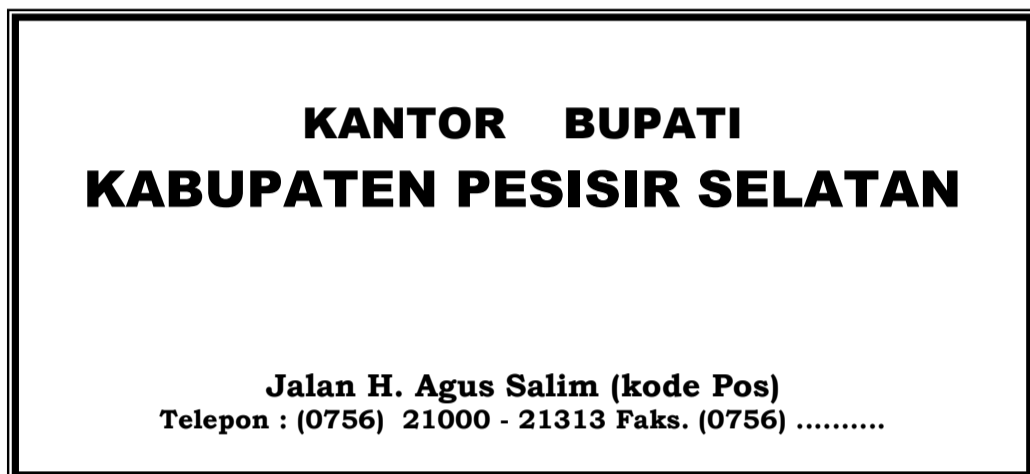 KANTOR BUPATI
KABUPATEN PESISIR SELATAN
Jalan H. Agus Salim (kode Pos)
Telepon : (0756) 21000 - 21313 Faks. (0756) ..........